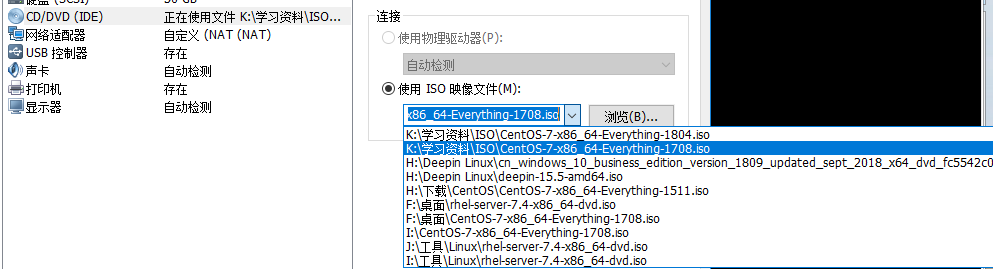 硬盘 (SCSI) 50 GB
CD/DVD (IDE) 正在使用文件 K:\学习资料\ISO...
网络适配器 自定义 (NAT (NAT)
USB 控制器 存在
声卡 自动检测
打印机 存在
显示器 自动检测
连接
使用物理驱动器(P):
自动检测
使用 ISO 映像文件(M):
x86_64-Everything-1708.iso 浏览(B)...
K:\学习资料\ISO\CentOS-7-x86_64-Everything-1804.iso
K:\学习资料\ISO\CentOS-7-x86_64-Everything-1708.iso
H:\Deepin Linux\cn_windows_10_business_edition_version_1809_updated_sept_2018_x64_dvd_fc5542c0
H:\Deepin Linux\deepin-15.5-amd64.iso
H:\下载\CentOS\CentOS-7-x86_64-Everything-1511.iso
F:\桌面\rhel-server-7.4-x86_64-dvd.iso
F:\桌面\CentOS-7-x86_64-Everything-1708.iso
I:\CentOS-7-x86_64-Everything-1708.iso
J:\工具\Linux\rhel-server-7.4-x86_64-dvd.iso
I:\工具\Linux\rhel-server-7.4-x86_64-dvd.iso